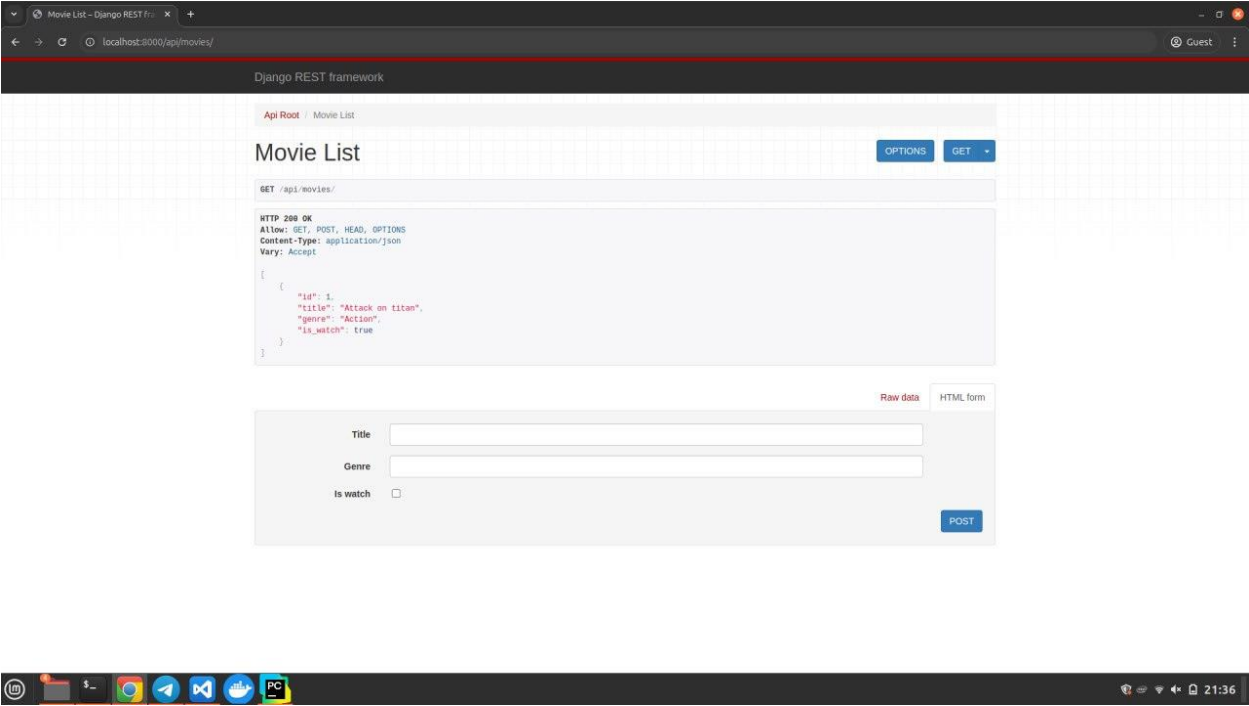 Movie List – Django REST fra
localhost:8000/api/movies/
Guest
Django REST framework
Api Root / Movie List
Movie List
OPTIONS
GET
GET /api/movies/
HTTP 200 OK
Allow: GET, POST, HEAD, OPTIONS
Content-Type: application/json
Vary: Accept
[
{
"id": 1,
"title": "Attack on titan",
"genre": "Action",
"is_watch": true
}
]
Raw data
HTML form
Title
Genre
Is watch
POST
4
$_
PC
21:36